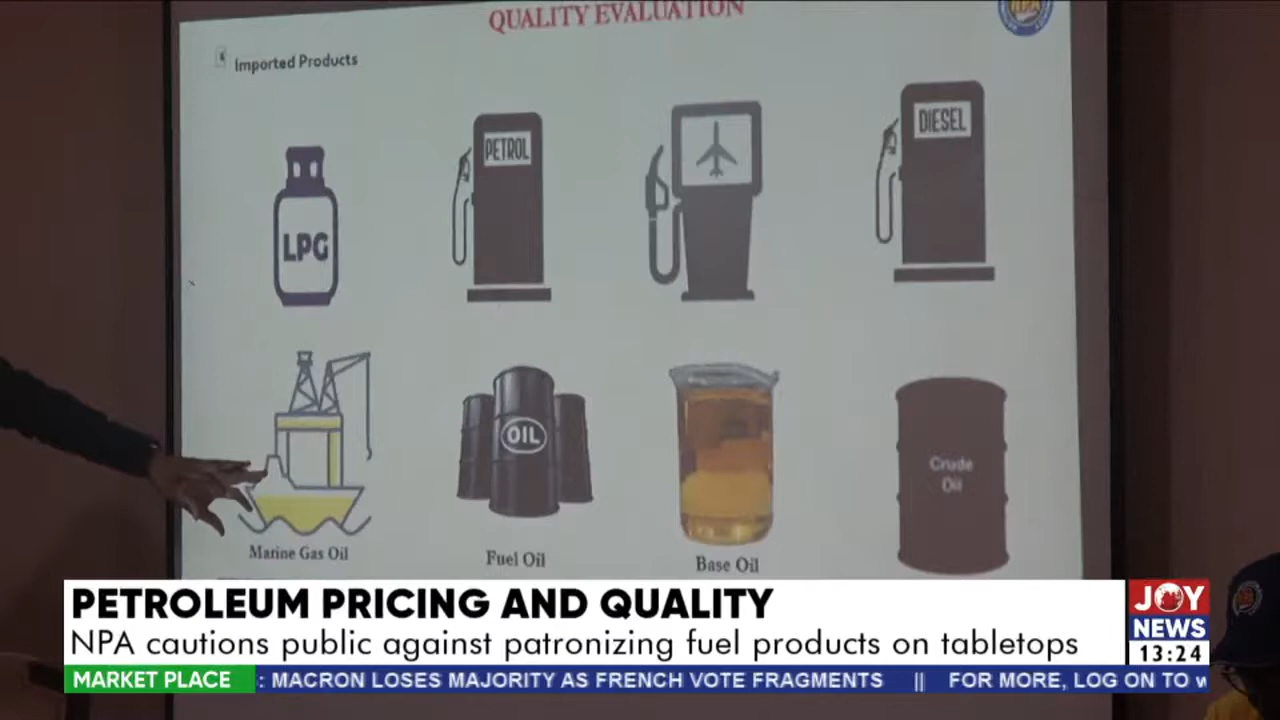 QUALITY EVALUATION
Imported Products
LPG
PETROL
DIESEL
OIL
Crude
Oil
Marine Gas Oil
Fuel Oil
Base Oil
PETROLEUM PRICING AND QUALITY
NPA cautions public against patronizing fuel products on tabletops
JOY
NEWS
13:24
MARKET PLACE
: MACRON LOSES MAJORITY AS FRENCH VOTE FRAGMENTS || FOR MORE, LOG ON TO w